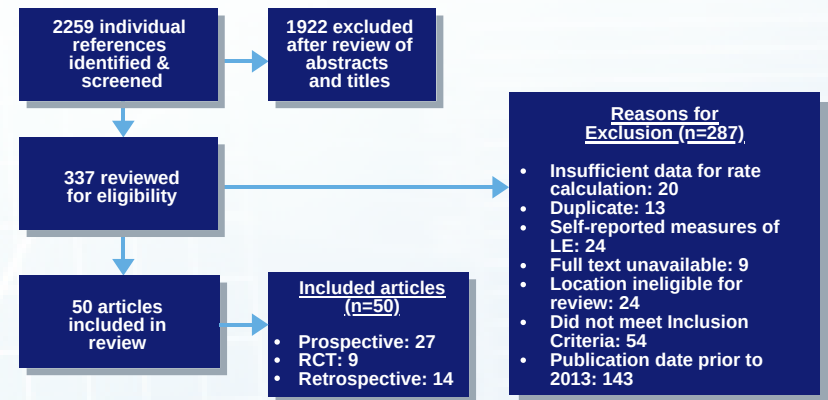 2259 individual
references
identified &
screened
1922 excluded
after review of
abstracts
and titles
337 reviewed
for eligibility
Reasons for
Exclusion (n=287)
• Insufficient data for rate
calculation: 20
• Duplicate: 13
• Self-reported measures of
LE: 24
• Full text unavailable: 9
• Location ineligible for
review: 24
• Did not meet Inclusion
Criteria: 54
• Publication date prior to
2013: 143
50 articles
included in
review
Included articles
(n=50)
• Prospective: 27
• RCT: 9
• Retrospective: 14